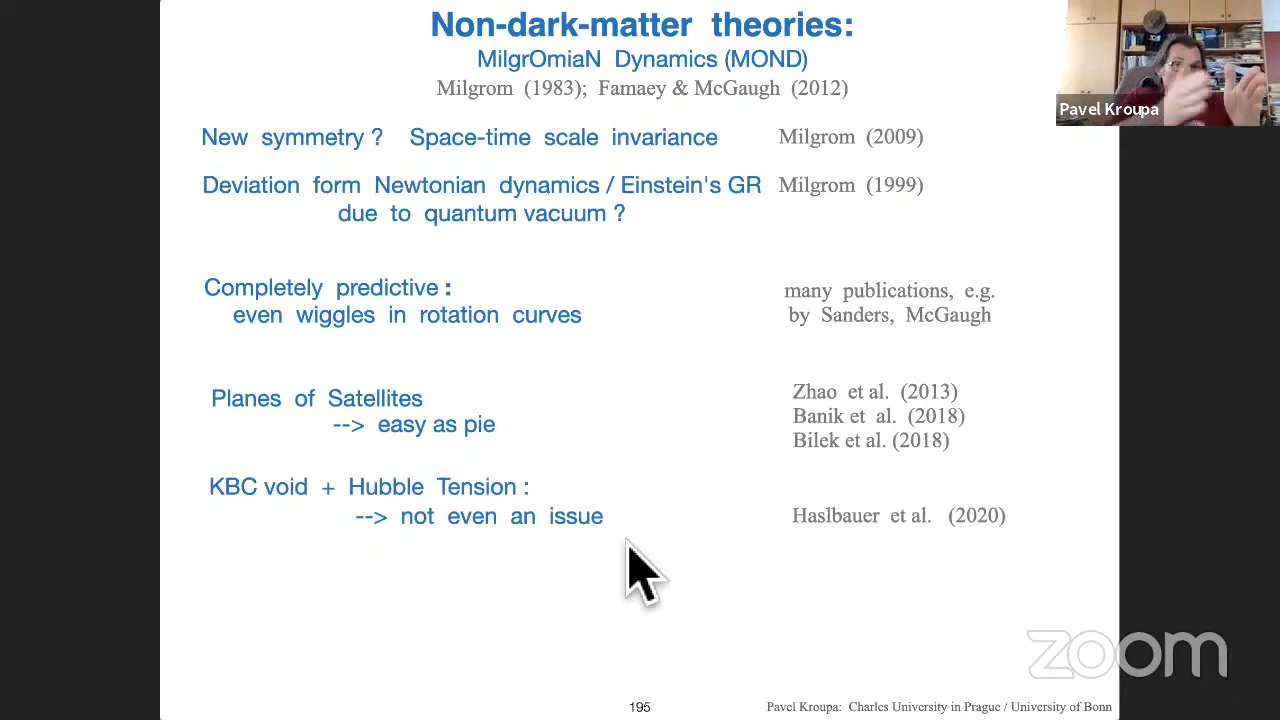 Non-dark-matter theories:
MilgrOmiaN Dynamics (MOND)
Milgrom (1983); Famaey & McGaugh (2012)
Pavel Kroupa
New symmetry ? Space-time scale invariance Milgrom (2009)
Deviation form Newtonian dynamics / Einstein's GR Milgrom (1999)
due to quantum vacuum ?
Completely predictive :
even wiggles in rotation curves
many publications, e.g.
by Sanders, McGaugh
Planes of Satellites
--> easy as pie
Zhao et al. (2013)
Banik et al. (2018)
Bilek et al. (2018)
KBC void + Hubble Tension :
--> not even an issue
Haslbauer et al. (2020)
zoom
195
Pavel Kroupa: Charles University in Prague / University of Bonn